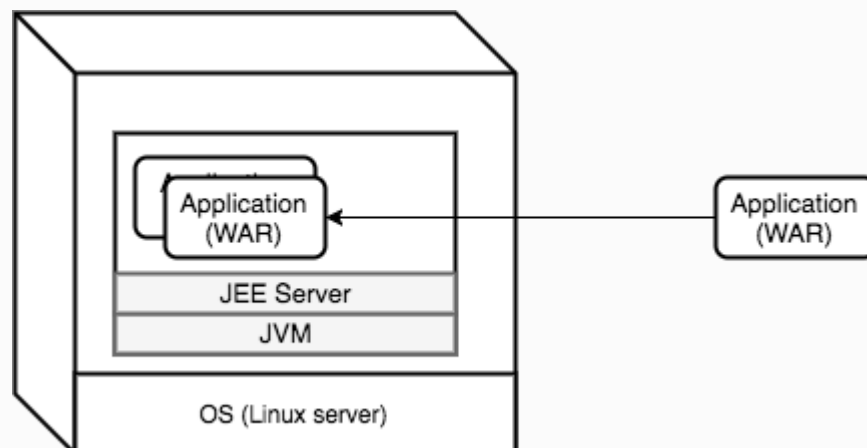 Application
(WAR)
Application
(WAR)
JEE Server
JVM
OS (Linux server)